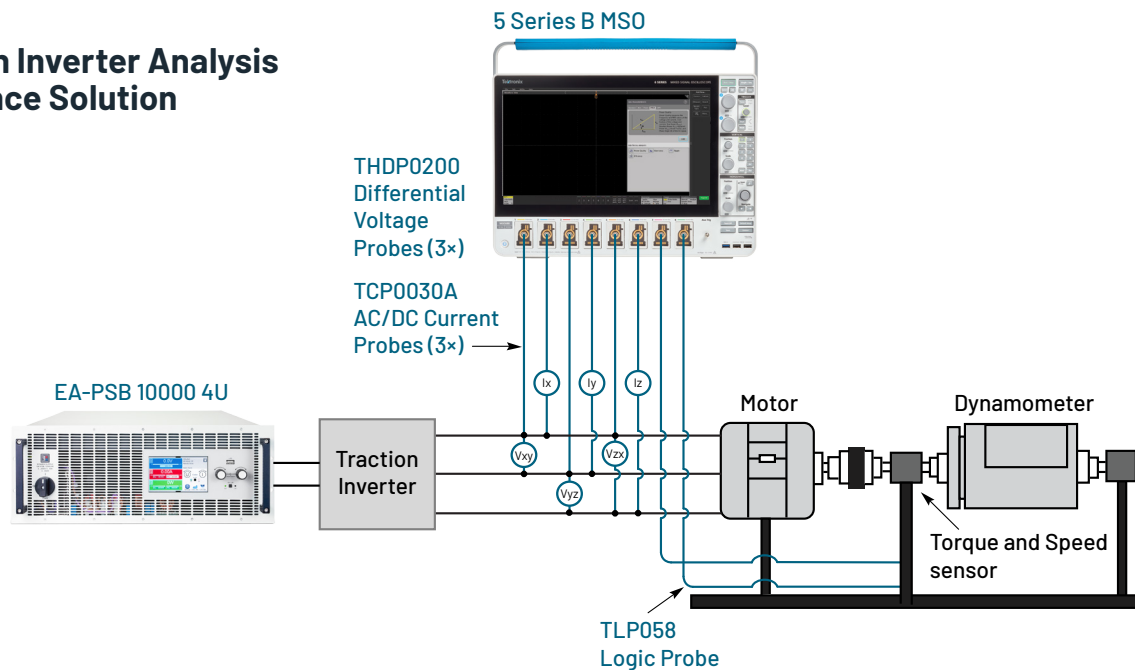 5 Series B MSO
n Inverter Analysis
nce Solution
Tektronix
THDP0200
Differential
Voltage
Probes (3×)
TCP0030A
AC/DC Current
Probes (3×)
Ix
Iy
Iz
EA-PSB 10000 4U
Motor
Dynamometer
Traction
Inverter
Vxy
Vzx
Vyz
Torque and Speed
sensor
TLP058
Logic Probe